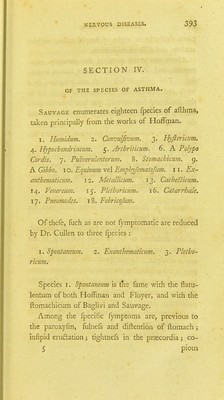 NERVOUS DISEASES. 393
SECTION IV.
OF THE SPECIES OF ASTHMA.
SAUVAGE enumerates eighteen species of asthma,
taken principally from the works of Hoffman.
1. Humidum. 2. Convulsivum. 3. Hystericum.
4. Hypochondriacum. 5. Arthriticum. 6. A Polypo
Cordis. 7. Pulverulentorum. 8. Stomachicum. 9.
A Gibbo. 10. Equinum vel Emphysematosum. 11. Ex-
anthematicum. 12. Metallicum. 13. Cachecticum.
14. Venereum. 15. Plethoricum. 16. Catarrhale.
17. Pneumodes. 18. Febricosum.
Of these, such as are not symptomatic are reduced
by Dr. Cullen to three species:
1. Spontaneum. 2. Exanthematicum. 3. Pletho-
ricum.
Species 1. Spontaneum is the same with the flatu-
lentum of both Hoffman and Floyer, and with the
stomachicum of Baglivi and Sauvage.
Among the specific symptoms are, previous to
the paroxysm, fulness and distention of stomach;
insipid eructation; tightness in the præcordia; co-
5 pious